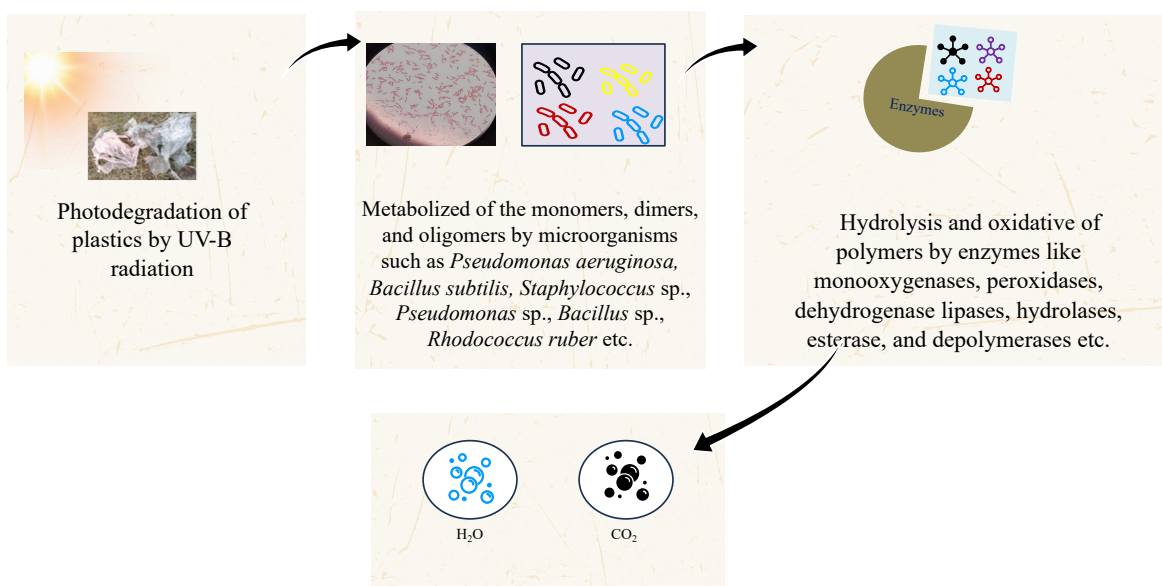 Photodegradation of
plastics by UV-B
radiation
Metabolized of the monomers, dimers,
and oligomers by microorganisms
such as Pseudomonas aeruginosa,
Bacillus subtilis, Staphylococcus sp.,
Pseudomonas sp., Bacillus sp.,
Rhodococcus ruber etc.
Enzymes
Hydrolysis and oxidative of
polymers by enzymes like
monooxygenases, peroxidases,
dehydrogenase lipases, hydrolases,
esterase, and depolymerases etc.
H₂O
CO₂